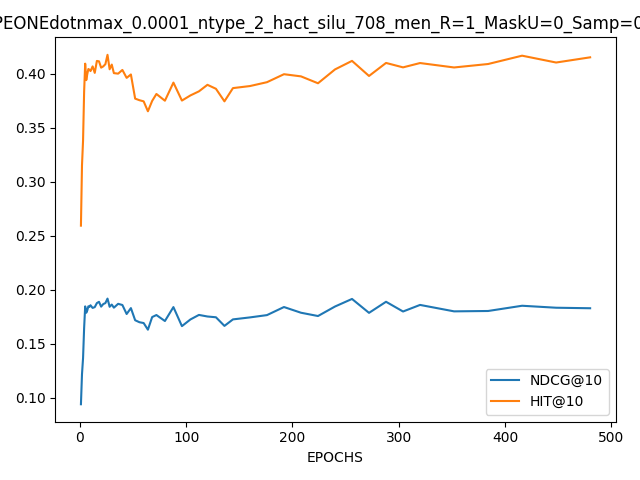 PEONEdotnmax_0.0001_ntype_2_hact_silu_708_men_R=1_MaskU=0_Samp=0
0.40
0.35
0.30
0.25
0.20
0.15
0.10
NDCG@10
HIT@10
0 100 200 300 400 500
EPOCHS